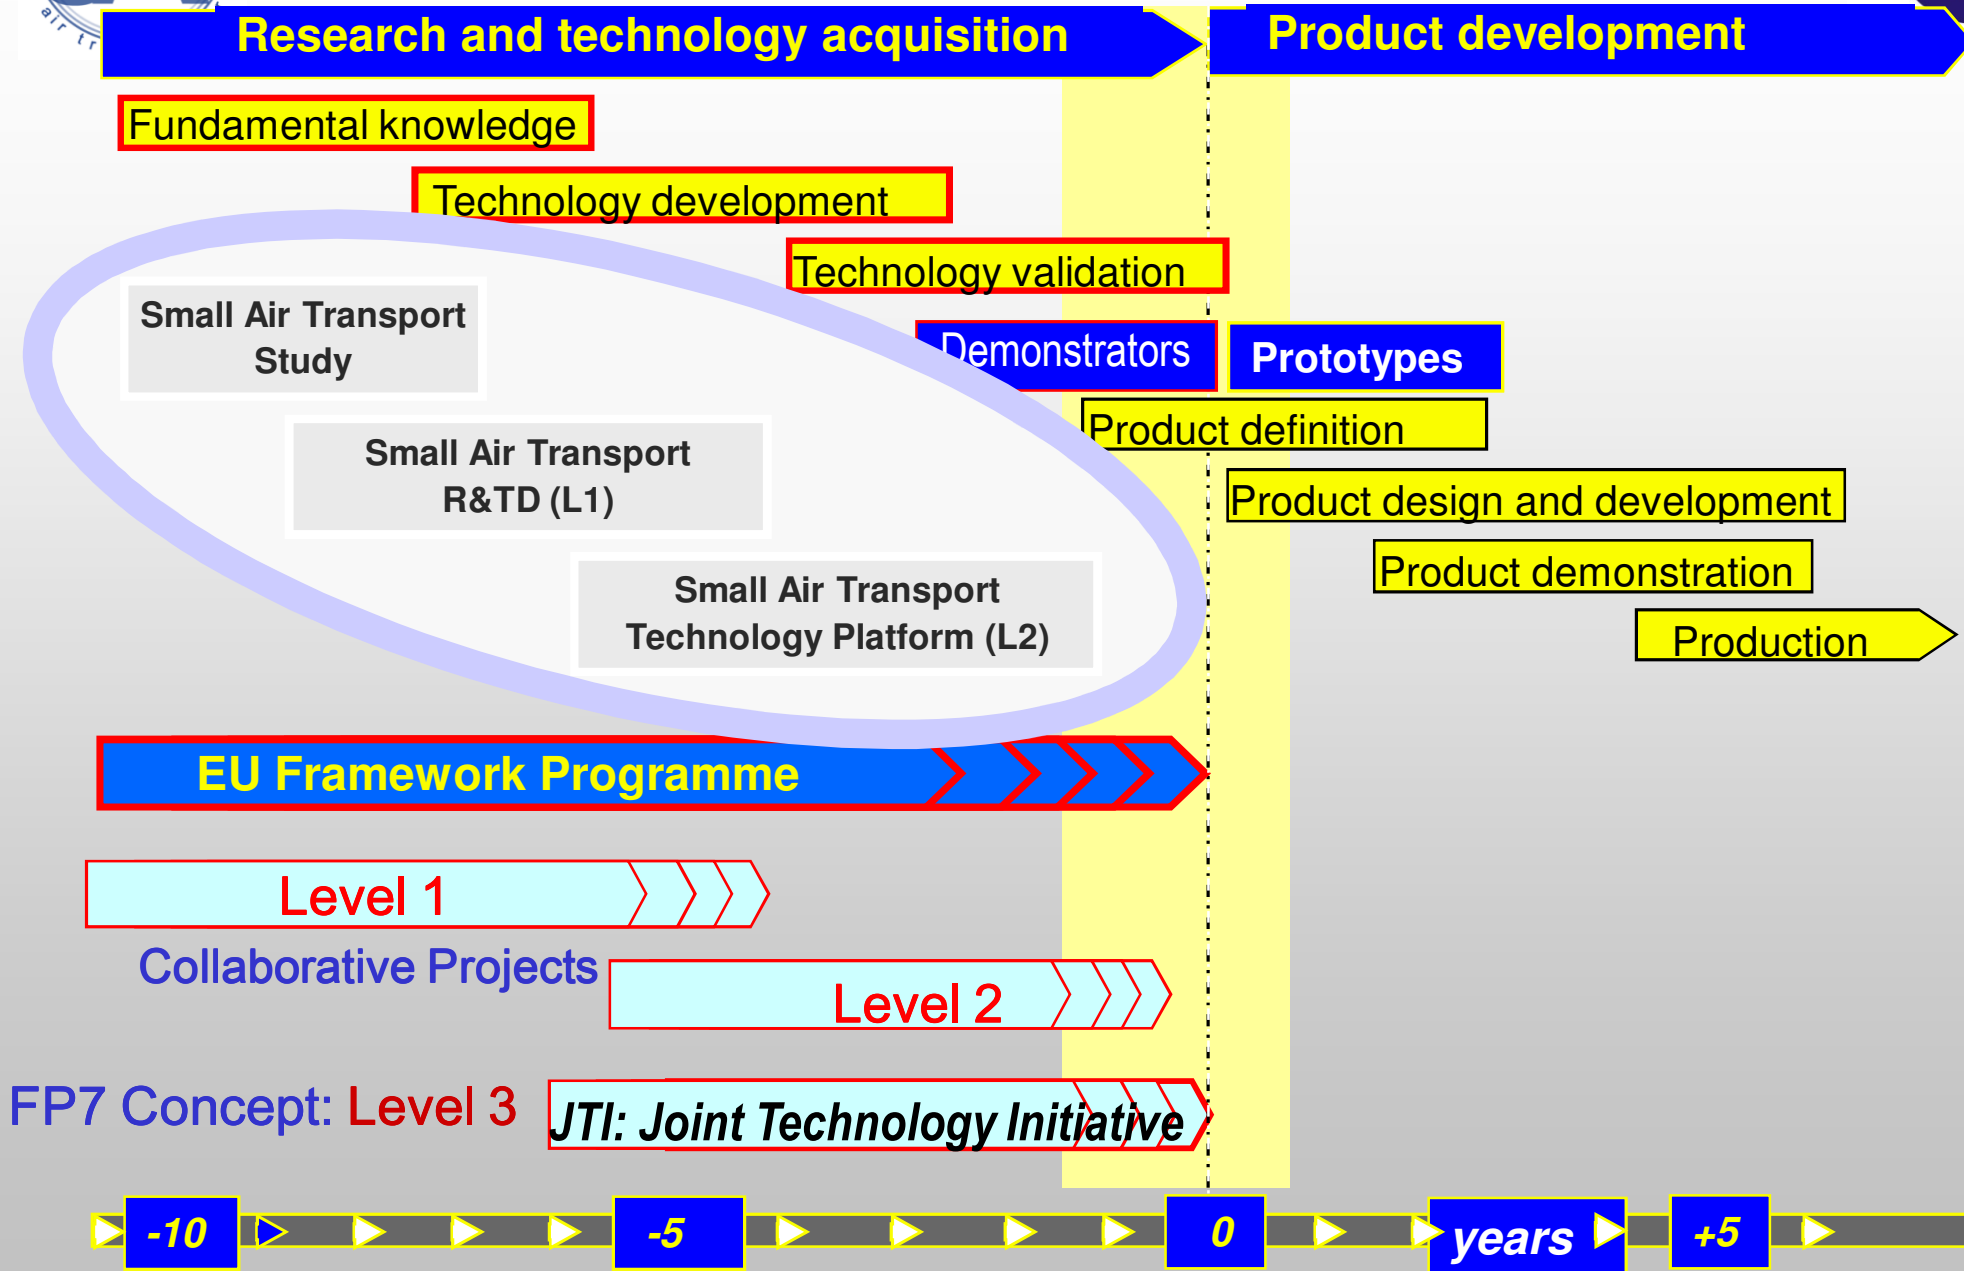 air tr
Research and technology acquisition
Product development
Fundamental knowledge
Technology development
Technology validation
Small Air Transport
Study
Demonstrators
Prototypes
Product definition
Small Air Transport
R&TD (L1)
Product design and development
Product demonstration
Small Air Transport
Technology Platform (L2)
Production
EU Framework Programme
Level 1
Collaborative Projects
Level 2
FP7 Concept: Level 3
JTI: Joint Technology Initiative
-10
-5
0
years
+5